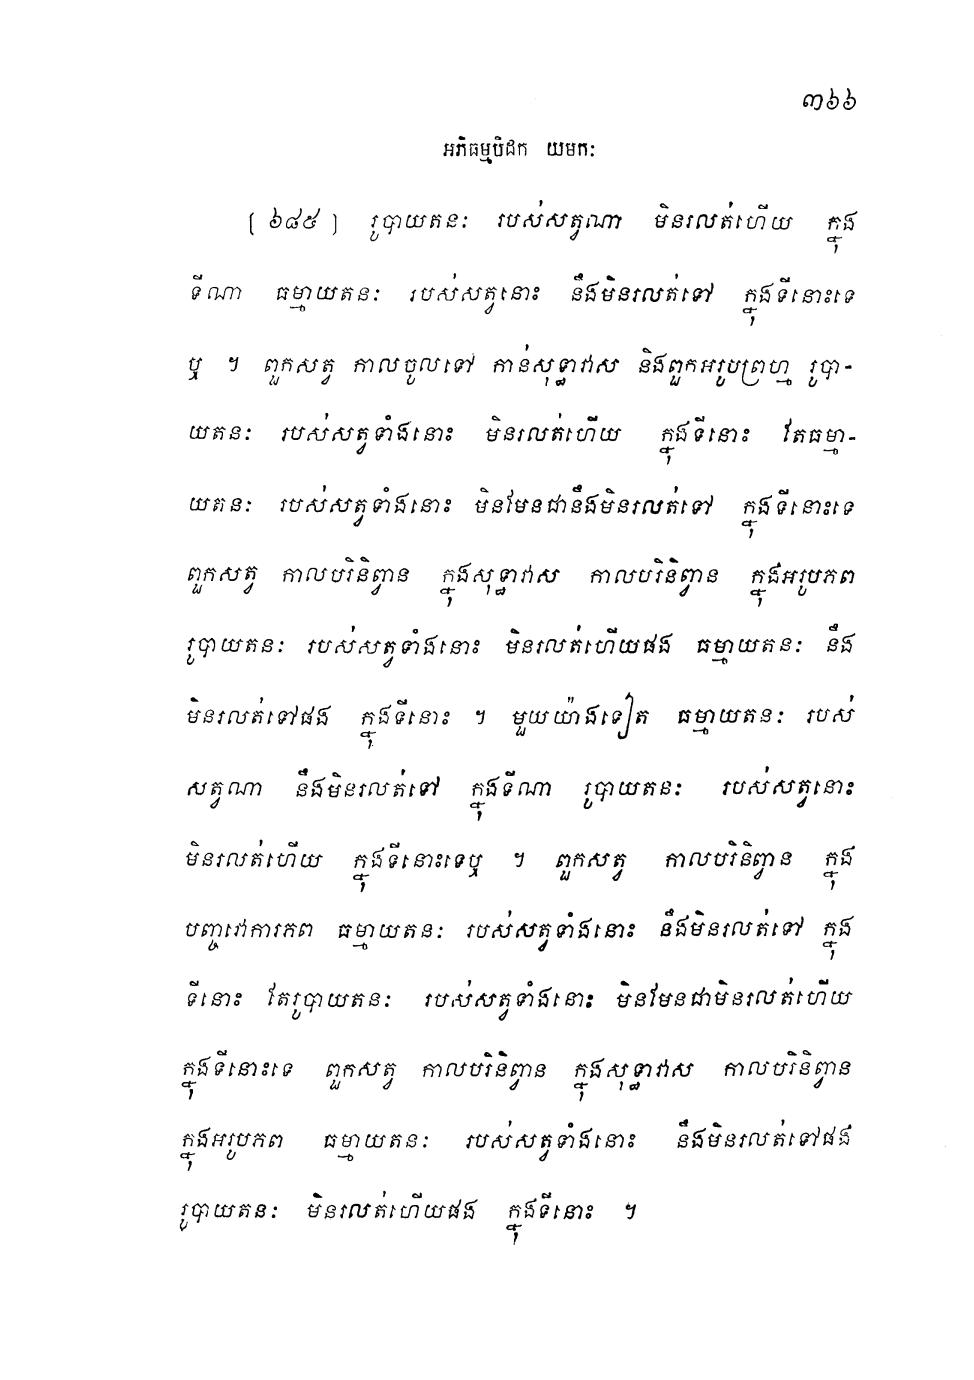 ៣៦៦
អភិធម្មបិដក យមកៈ
[ ៦៨៥ ] រូបាយតនៈ របស់សត្វណា មិនរលត់ហើយ ក្នុង
ទីណា ធម្មាយតនៈ របស់សត្វនោះ នឹងមិនរលត់ទៅ ក្នុងទីនោះទេ
ឬ ។ ពួកសត្វ កាលចូលទៅ កាន់សុទ្ធាវាស និងពួកអរូបព្រហ្ម រូបា-
យតនៈ របស់សត្វទាំងនោះ មិនរលត់ហើយ ក្នុងទីនោះ តែធម្មា-
យតនៈ របស់សត្វទាំងនោះ មិនមែនជានឹងមិនរលត់ទៅ ក្នុងទីនោះទេ
ពួកសត្វ កាលបរិនិព្វាន ក្នុងសុទ្ធាវាស កាលបរិនិព្វាន ក្នុងអរូបភព
រូបាយតនៈ របស់សត្វទាំងនោះ មិនរលត់ហើយផង ធម្មាយតនៈ នឹង
មិនរលត់ទៅផង ក្នុងទីនោះ ។ មួយយ៉ាងទៀត ធម្មាយតនៈ របស់
សត្វណា នឹងមិនរលត់ទៅ ក្នុងទីណា រូបាយតនៈ របស់សត្វនោះ
មិនរលត់ហើយ ក្នុងទីនោះទេឬ ។ ពួកសត្វ កាលបរិនិព្វាន ក្នុង
បញ្ចវោការភព ធម្មាយតនៈ របស់សត្វទាំងនោះ នឹងមិនរលត់ទៅ ក្នុង
ទីនោះ តែរូបាយតនៈ របស់សត្វទាំងនោះ មិនមែនជាមិនរលត់ហើយ
ក្នុងទីនោះទេ ពួកសត្វ កាលបរិនិព្វាន ក្នុងសុទ្ធាវាស កាលបរិនិព្វាន
ក្នុងអរូបភព ធម្មាយតនៈ របស់សត្វទាំងនោះ នឹងមិនរលត់ទៅផង
រូបាយតនៈ មិនរលត់ហើយផង ក្នុងទីនោះ ។